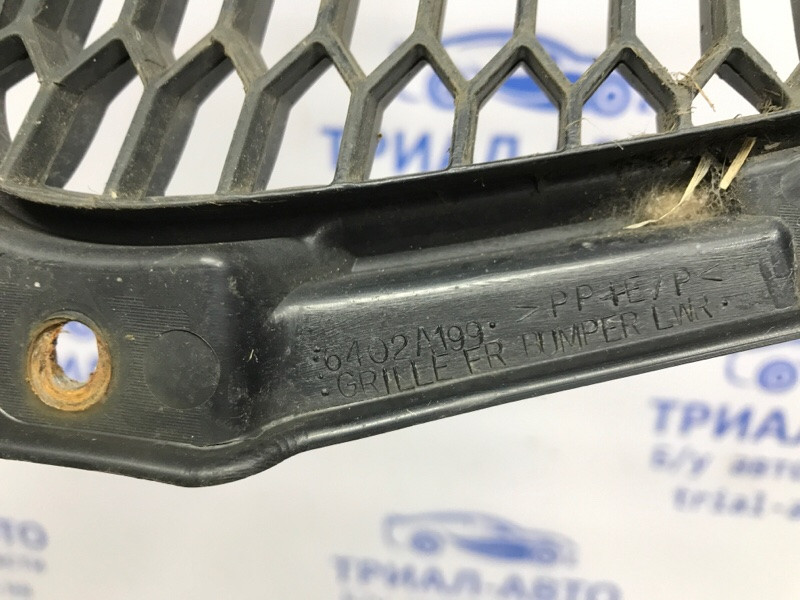 ТРИАЛ-АВТО
>PP+E/P<
6402A199
GRILLE FR BUMPER LWR
ТРИАЛ-А
Б/у авто
trial-a
ТРИАЛ-АВТО